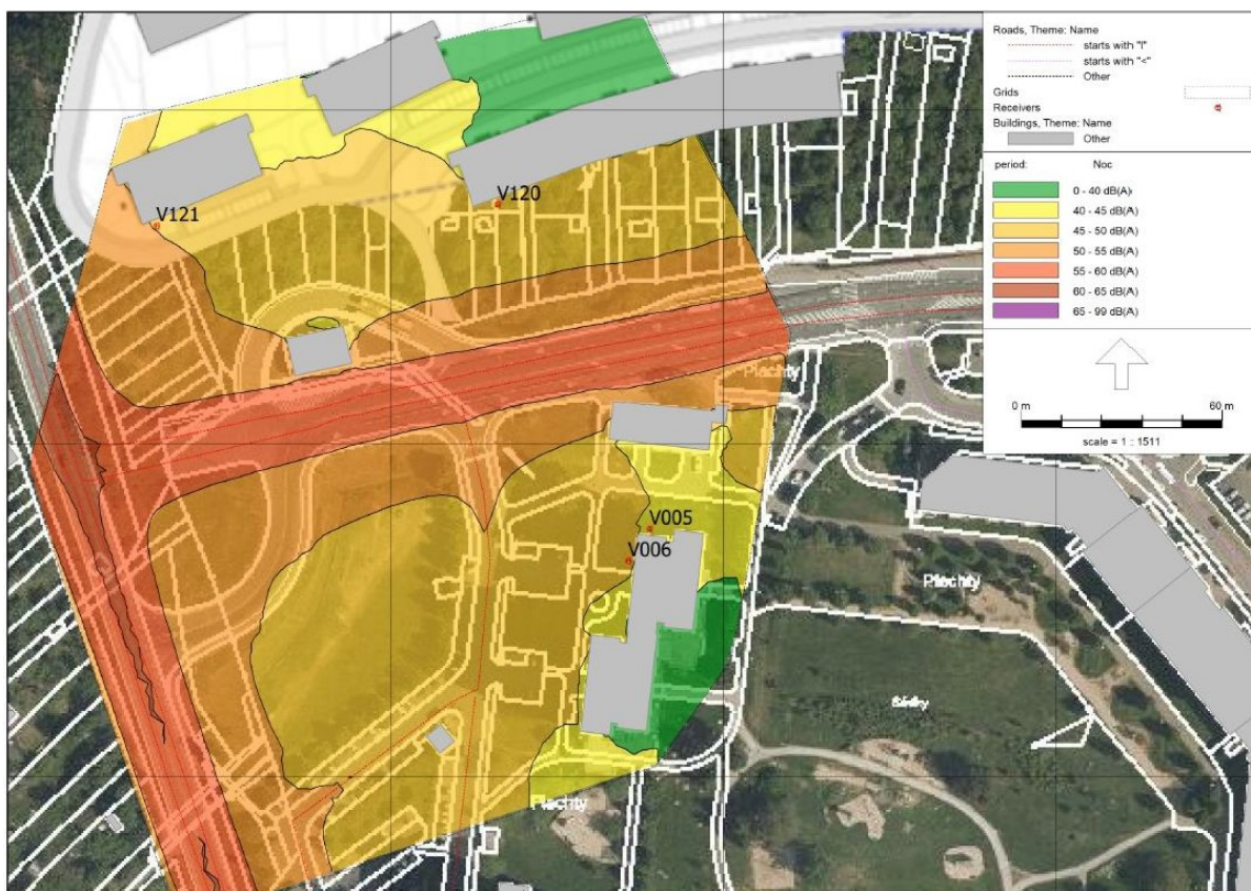 Roads, Theme: Name
starts with "I"
starts with "<"
Other
Grids
Receivers
Buildings, Theme: Name
Other
period: Noc
0 - 40 dB(A)
40 - 45 dB(A)
45 - 50 dB(A)
50 - 55 dB(A)
55 - 60 dB(A)
60 - 65 dB(A)
65 - 99 dB(A)
0 m 60 m
scale = 1 : 1511
V120
V121
Plachty
V005
V006
Plachty
Plachty